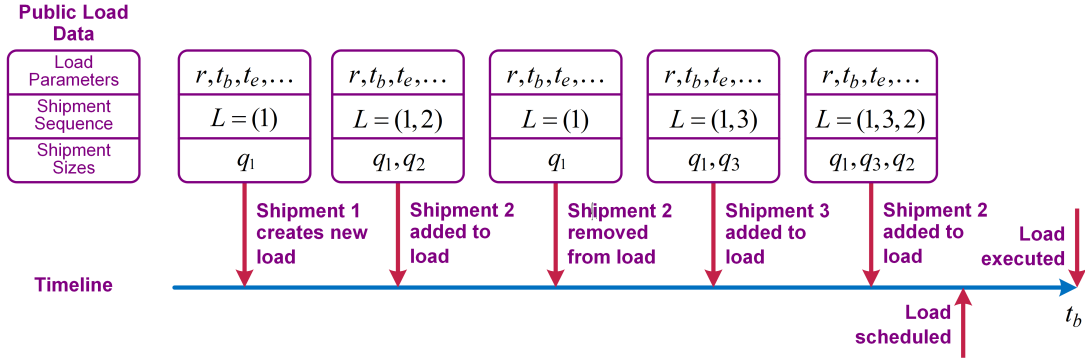 Public Load
Data
Load
Parameters
Shipment
Sequence
Shipment
Sizes
r, t_b, t_e, …
L = (1)
q_1
r, t_b, t_e, …
L = (1, 2)
q_1, q_2
r, t_b, t_e, …
L = (1)
q_1
r, t_b, t_e, …
L = (1, 3)
q_1, q_3
r, t_b, t_e, …
L = (1, 3, 2)
q_1, q_3, q_2
Shipment 1
creates new
load
Shipment 2
added to
load
Shipment 2
removed
from load
Shipment 3
added to
load
Shipment 2
added to
load
Load
executed
Timeline
Load
scheduled
t_b